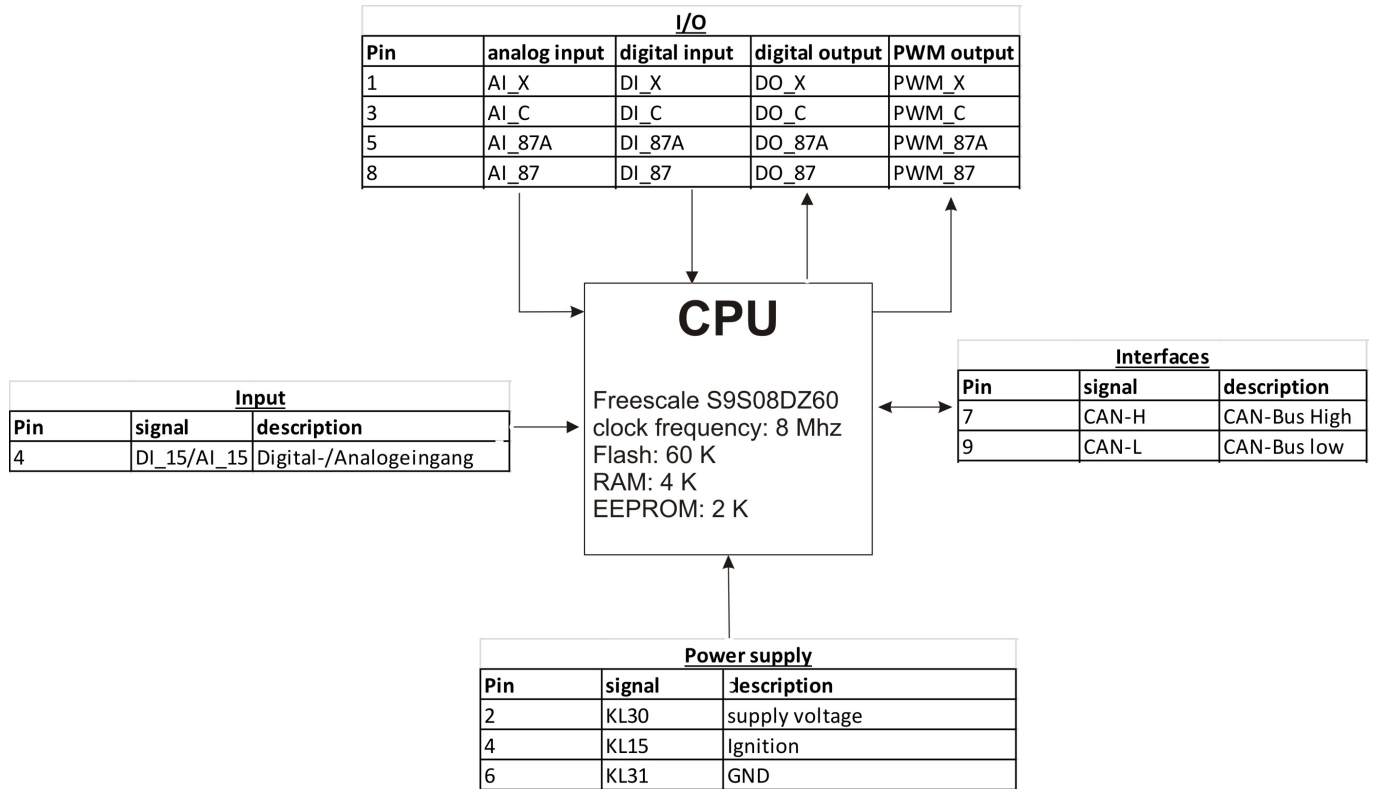 I/O
Pin analog input digital input digital output PWM output
1 AI_X DI_X DO_X PWM_X
3 AI_C DI_C DO_C PWM_C
5 AI_87A DI_87A DO_87A PWM_87A
8 AI_87 DI_87 DO_87 PWM_87
CPU
Freescale S9S08DZ60
clock frequency: 8 Mhz
Flash: 60 K
RAM: 4 K
EEPROM: 2 K
Input
Pin signal description
4 DI_15/AI_15 Digital-/Analogeingang
Interfaces
Pin signal description
7 CAN-H CAN-Bus High
9 CAN-L CAN-Bus low
Power supply
Pin signal description
2 KL30 supply voltage
4 KL15 Ignition
6 KL31 GND